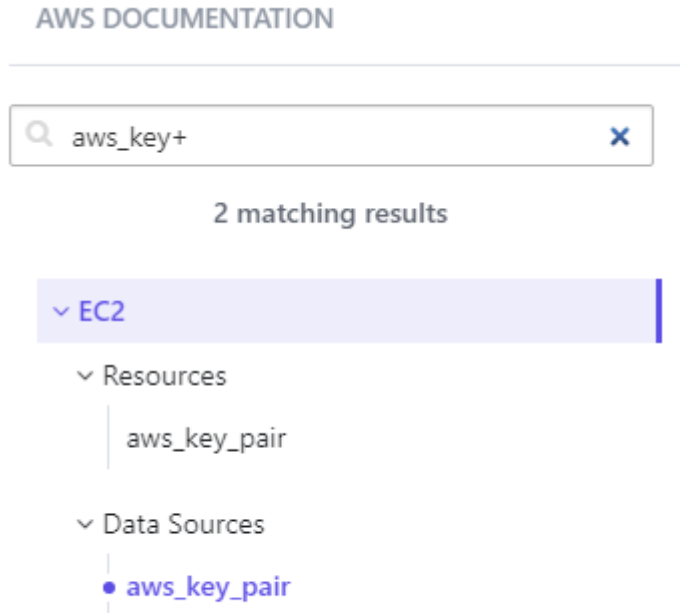 AWS DOCUMENTATION
aws_key+
2 matching results
EC2
Resources
aws_key_pair
Data Sources
aws_key_pair